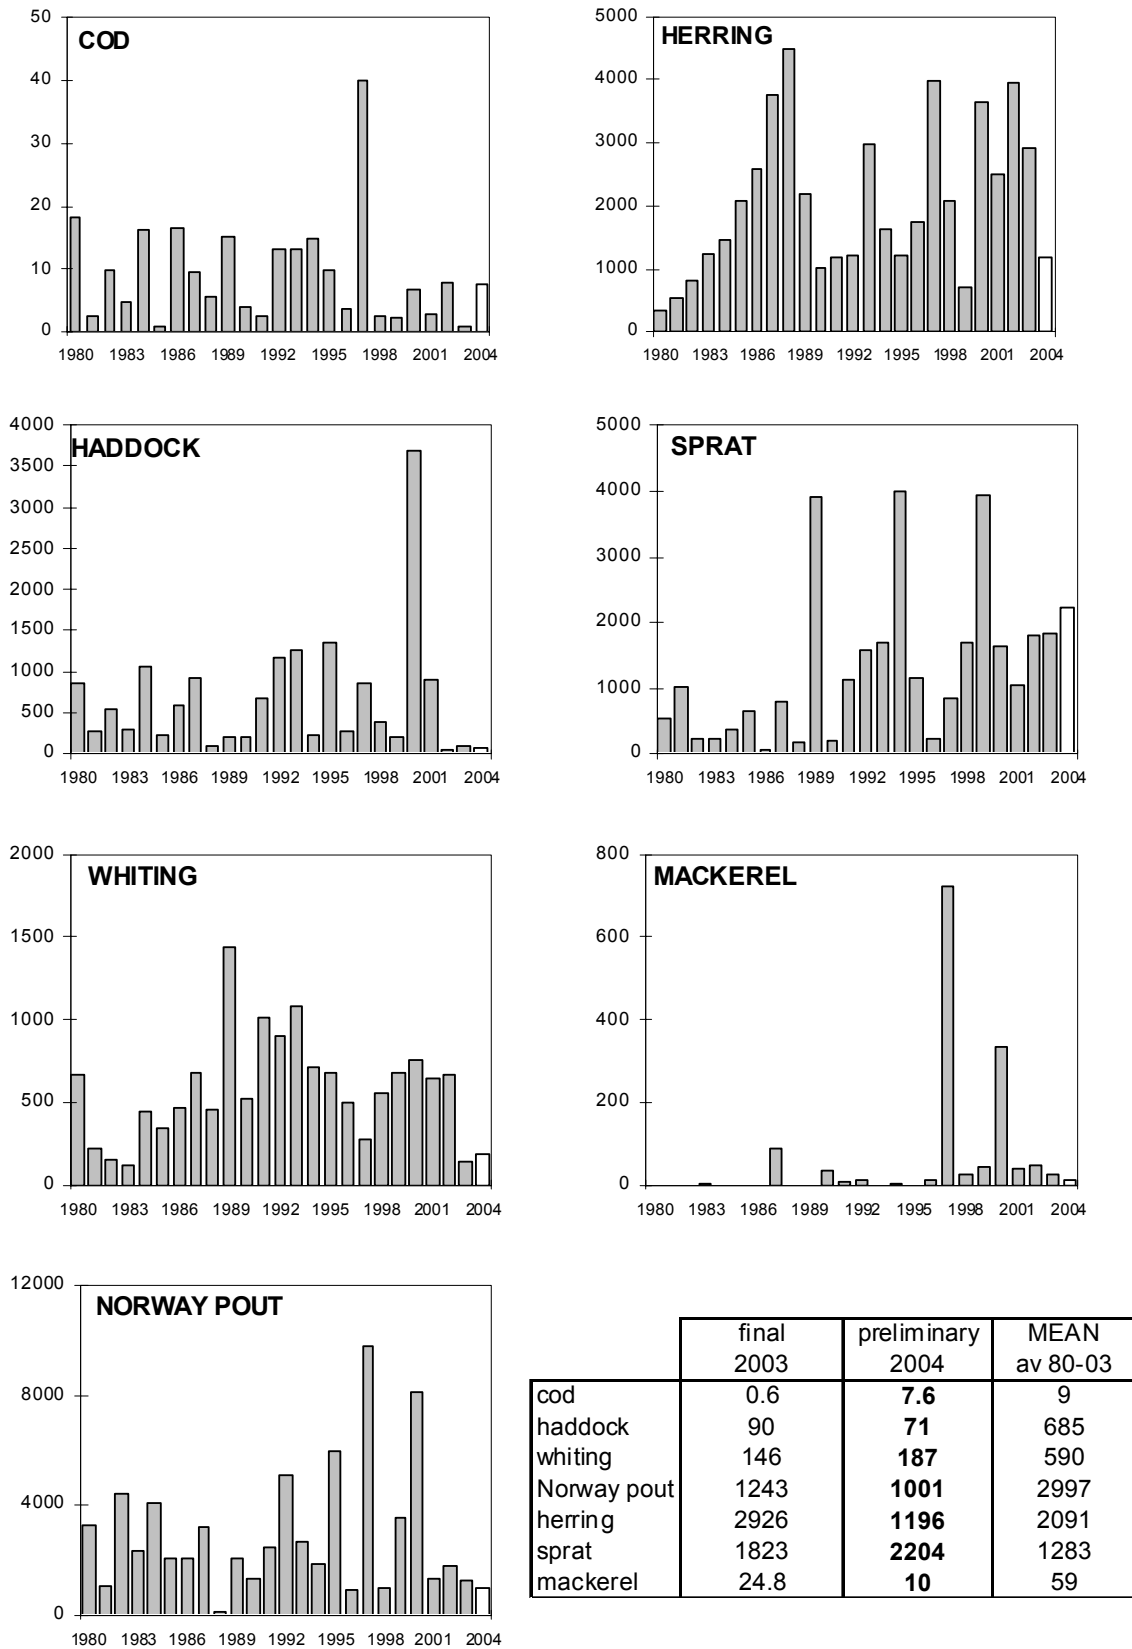 COD
50
40
30
20
10
0
1980 1983 1986 1989 1992 1995 1998 2001 2004
HERRING
5000
4000
3000
2000
1000
0
1980 1983 1986 1989 1992 1995 1998 2001 2004
HADDOCK
4000
3500
3000
2500
2000
1500
1000
500
0
1980 1983 1986 1989 1992 1995 1998 2001 2004
SPRAT
5000
4000
3000
2000
1000
0
1980 1983 1986 1989 1992 1995 1998 2001 2004
WHITING
2000
1500
1000
500
0
1980 1983 1986 1989 1992 1995 1998 2001 2004
MACKEREL
800
600
400
200
0
1980 1983 1986 1989 1992 1995 1998 2001 2004
NORWAY POUT
12000
8000
4000
0
1980 1983 1986 1989 1992 1995 1998 2001 2004
final preliminary MEAN
2003 2004 av 80-03
cod 0.6 7.6 9
haddock 90 71 685
whiting 146 187 590
Norway pout 1243 1001 2997
herring 2926 1196 2091
sprat 1823 2204 1283
mackerel 24.8 10 59